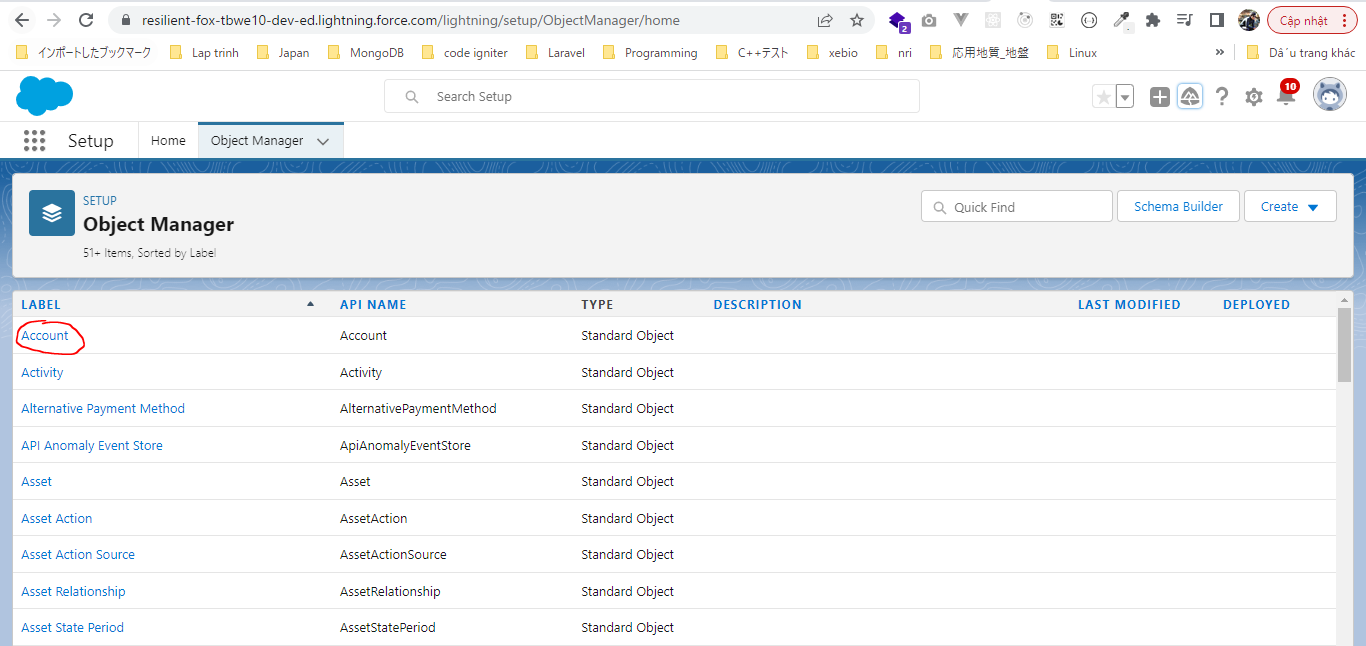 resilient-fox-tbwe10-dev-ed.lightning.force.com/lightning/setup/ObjectManager/home
2
Cập nhật
インポートしたブックマーク
Lap trinh
Japan
MongoDB
code igniter
Laravel
Programming
C++テスト
xebio
nri
応用地質_地盤
Linux
»
Dấu trang khác
Search Setup
10
Setup
Home
Object Manager
SETUP
Object Manager
51+ Items, Sorted by Label
Quick Find
Schema Builder
Create
LABEL API NAME TYPE DESCRIPTION LAST MODIFIED DEPLOYED
Account Account Standard Object
Activity Activity Standard Object
Alternative Payment Method AlternativePaymentMethod Standard Object
API Anomaly Event Store ApiAnomalyEventStore Standard Object
Asset Asset Standard Object
Asset Action AssetAction Standard Object
Asset Action Source AssetActionSource Standard Object
Asset Relationship AssetRelationship Standard Object
Asset State Period AssetStatePeriod Standard Object